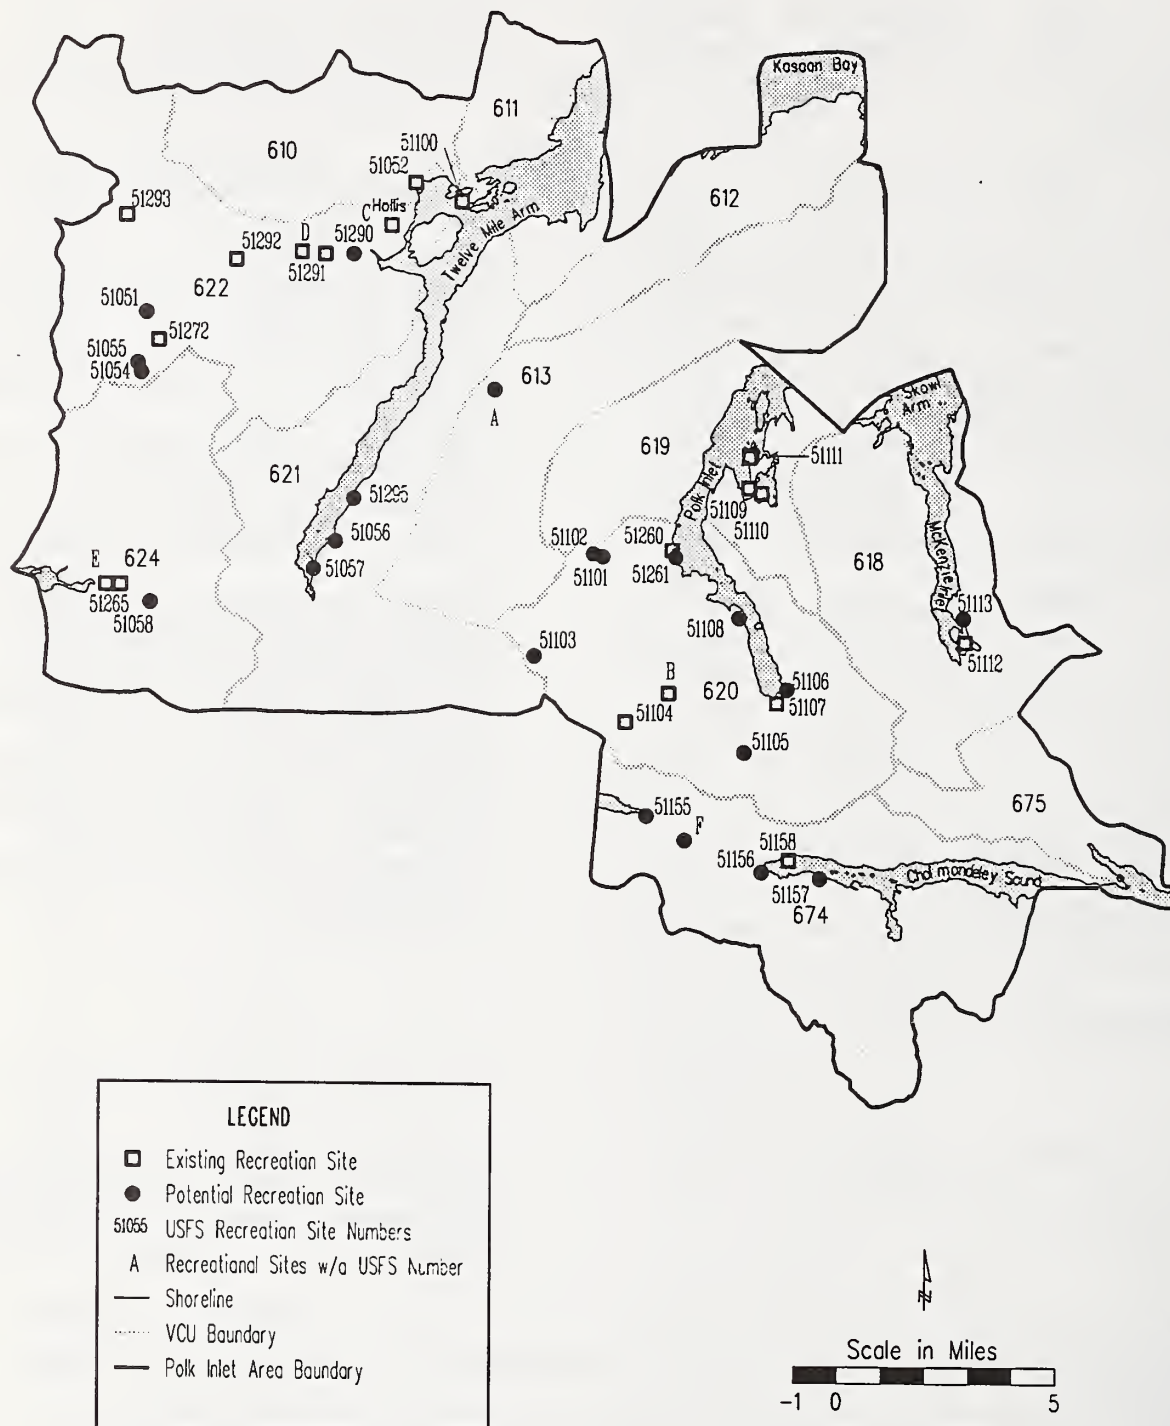 Kasaan Bay
611
610
51100
51052
612
51293
Hollis
C
D
51290
51292
51291
Twelve Mile Arm
622
51051
51272
51055
51054
613
A
Skowl
Arm
619
51111
621
Polk Inlet
51295
51109
51110
51056
51102
51260
McKenzie Inlet
E
624
51057
51101
51261
618
51265
51058
51108
51113
51103
51112
B
620
51106
51107
51104
51105
675
51155
F
51158
51156
Cholmondeley Sound
51157
674
LEGEND
Existing Recreation Site
Potential Recreation Site
51055 USFS Recreation Site Numbers
A Recreational Sites w/o USFS Number
Shoreline
VCU Boundary
Polk Inlet Area Boundary
N
Scale in Miles
-1 0 5